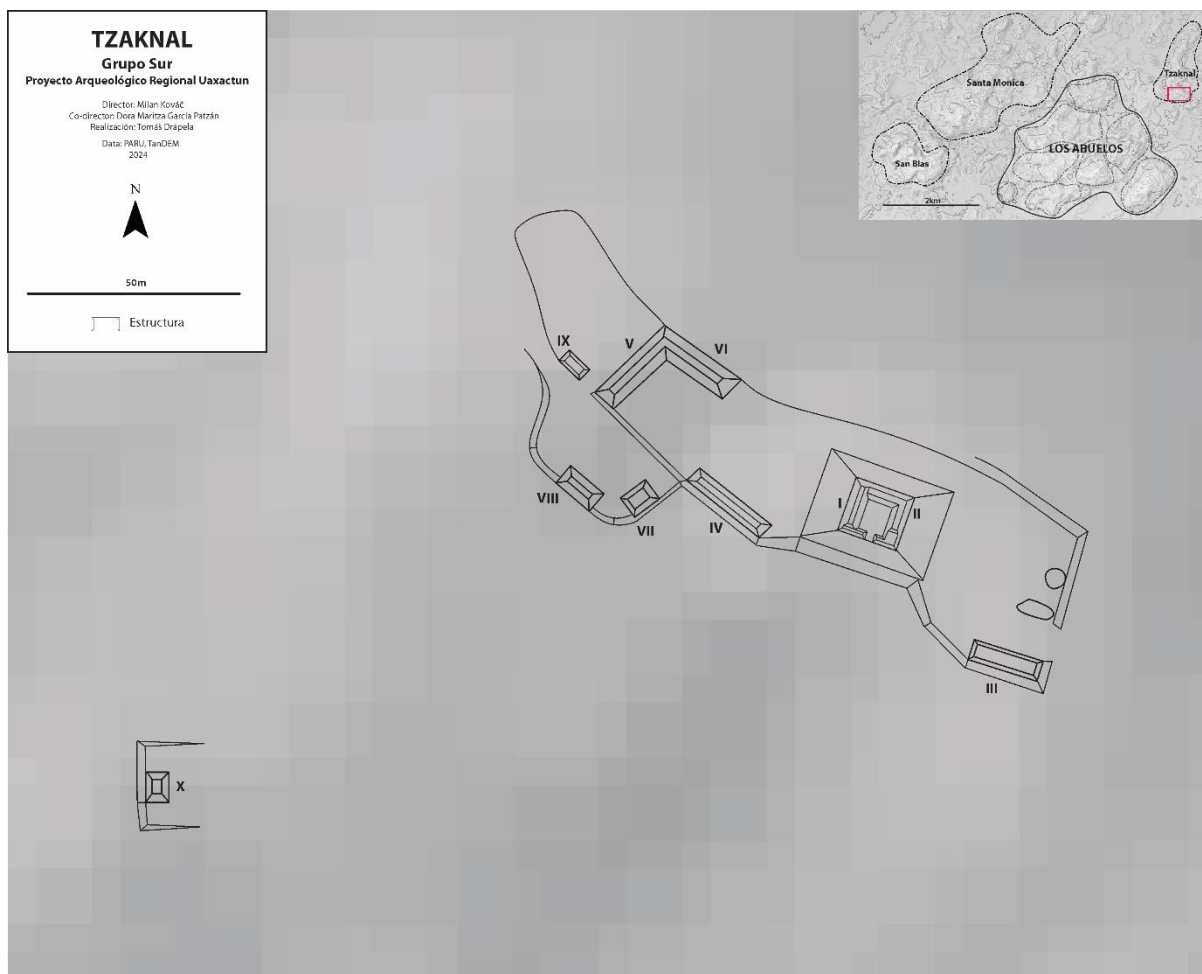 TZAKNAL
Grupo Sur
Proyecto Arqueológico Regional Uaxactun
Director: Milan Kováč
Co-director: Dora Maritza García Patzán
Realización: Tomáš Drápela
Data: PARU, TanDEM
2024
N
50m
Estructura
Santa Monica
Tzaknal
San Blas
LOS ABUELOS
2km
IX
V
VI
VIII
VII
IV
I
II
III
X